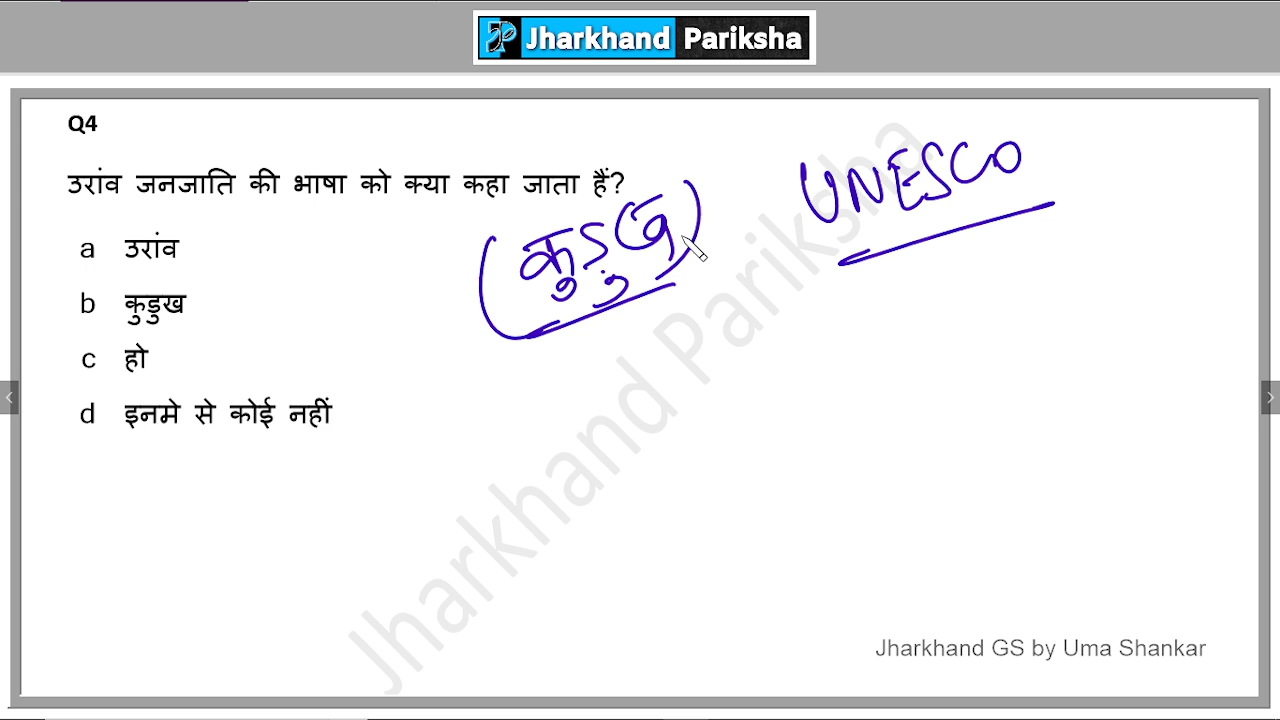 Jharkhand Pariksha
Q4
उरांव जनजाति की भाषा को क्या कहा जाता हैं?
UNESCO
a उरांव
(कुडुख)
b कुडुख
c हो
d इनमे से कोई नहीं
Jharkhand Pariksha
Jharkhand GS by Uma Shankar